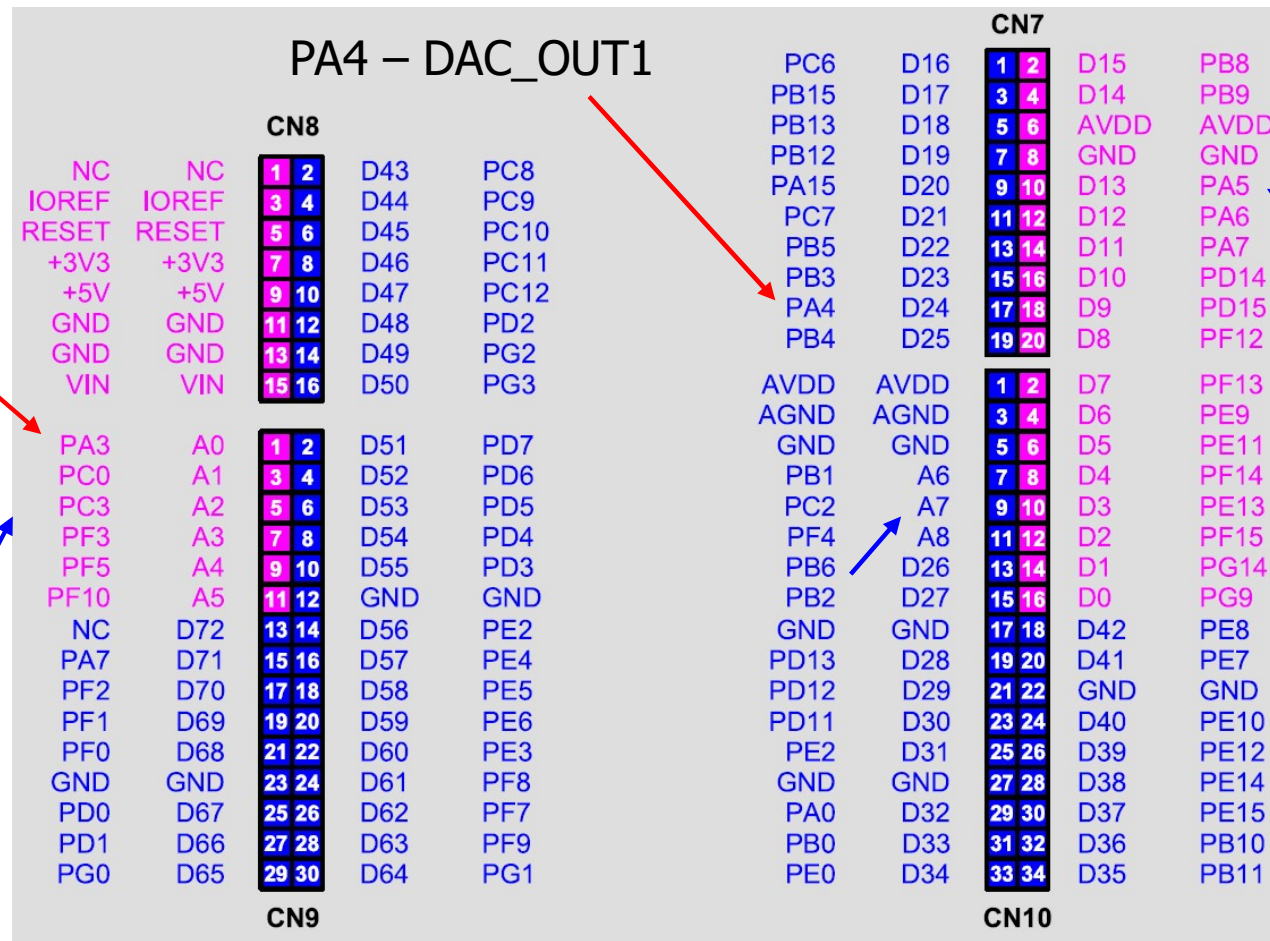 PA4 – DAC_OUT1
CN8
NC NC 1 2 D43 PC8
IOREF IOREF 3 4 D44 PC9
RESET RESET 5 6 D45 PC10
+3V3 +3V3 7 8 D46 PC11
+5V +5V 9 10 D47 PC12
GND GND 11 12 D48 PD2
GND GND 13 14 D49 PG2
VIN VIN 15 16 D50 PG3
PA3 A0 1 2 D51 PD7
PC0 A1 3 4 D52 PD6
PC3 A2 5 6 D53 PD5
PF3 A3 7 8 D54 PD4
PF5 A4 9 10 D55 PD3
PF10 A5 11 12 GND GND
NC D72 13 14 D56 PE2
PA7 D71 15 16 D57 PE4
PF2 D70 17 18 D58 PE5
PF1 D69 19 20 D59 PE6
PF0 D68 21 22 D60 PE3
GND GND 23 24 D61 PF8
PD0 D67 25 26 D62 PF7
PD1 D66 27 28 D63 PF9
PG0 D65 29 30 D64 PG1
CN9
CN7
PC6 D16 1 2 D15 PB8
PB15 D17 3 4 D14 PB9
PB13 D18 5 6 AVDD AVDD
PB12 D19 7 8 GND GND
PA15 D20 9 10 D13 PA5
PC7 D21 11 12 D12 PA6
PB5 D22 13 14 D11 PA7
PB3 D23 15 16 D10 PD14
PA4 D24 17 18 D9 PD15
PB4 D25 19 20 D8 PF12
AVDD AVDD 1 2 D7 PF13
AGND AGND 3 4 D6 PE9
GND GND 5 6 D5 PE11
PB1 A6 7 8 D4 PF14
PC2 A7 9 10 D3 PE13
PF4 A8 11 12 D2 PF15
PB6 D26 13 14 D1 PG14
PB2 D27 15 16 D0 PG9
GND GND 17 18 D42 PE8
PD13 D28 19 20 D41 PE7
PD12 D29 21 22 GND GND
PD11 D30 23 24 D40 PE10
PE2 D31 25 26 D39 PE12
GND GND 27 28 D38 PE14
PA0 D32 29 30 D37 PE15
PB0 D33 31 32 D36 PB10
PE0 D34 33 34 D35 PB11
CN10